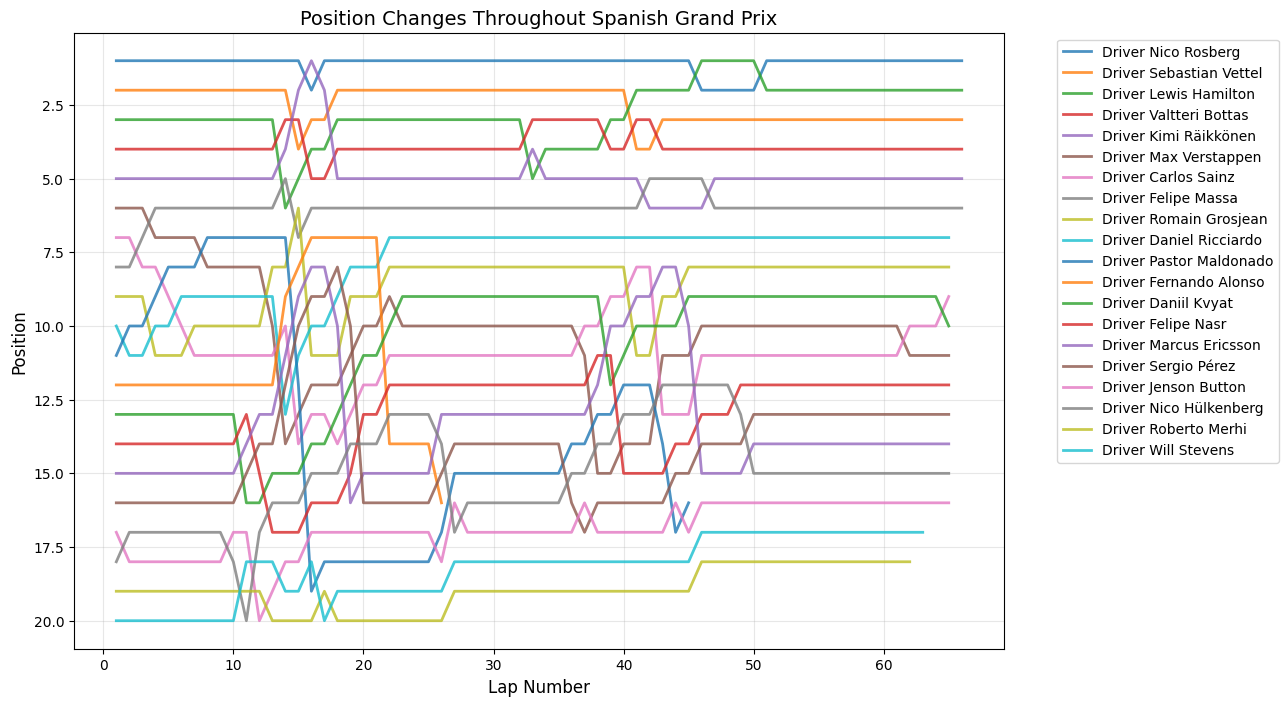 Position Changes Throughout Spanish Grand Prix
Position
2.5
5.0
7.5
10.0
12.5
15.0
17.5
20.0
0 10 20 30 40 50 60
Lap Number
Driver Nico Rosberg
Driver Sebastian Vettel
Driver Lewis Hamilton
Driver Valtteri Bottas
Driver Kimi Räikkönen
Driver Max Verstappen
Driver Carlos Sainz
Driver Felipe Massa
Driver Romain Grosjean
Driver Daniel Ricciardo
Driver Pastor Maldonado
Driver Fernando Alonso
Driver Daniil Kvyat
Driver Felipe Nasr
Driver Marcus Ericsson
Driver Sergio Pérez
Driver Jenson Button
Driver Nico Hülkenberg
Driver Roberto Merhi
Driver Will Stevens